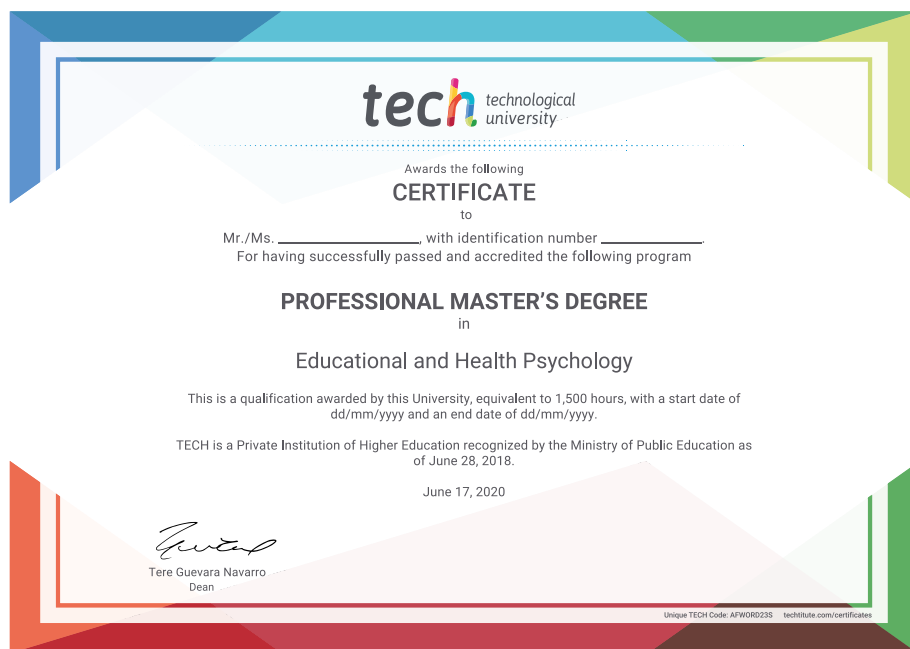 tech technological
university
Awards the following
CERTIFICATE
to
Mr./Ms. ____________________, with identification number ______________.
For having successfully passed and accredited the following program
PROFESSIONAL MASTER'S DEGREE
in
Educational and Health Psychology
This is a qualification awarded by this University, equivalent to 1,500 hours, with a start date of
dd/mm/yyyy and an end date of dd/mm/yyyy.
TECH is a Private Institution of Higher Education recognized by the Ministry of Public Education as
of June 28, 2018.
June 17, 2020
Tere Guevara Navarro
Dean
Unique TECH Code: AFWORD23S techtitute.com/certificates